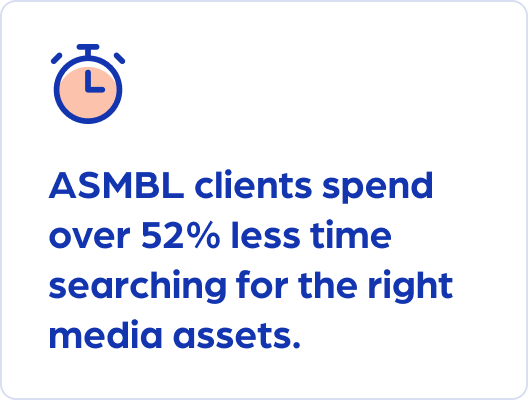 ASMBL clients spend
over 52% less time
searching for the right
media assets.